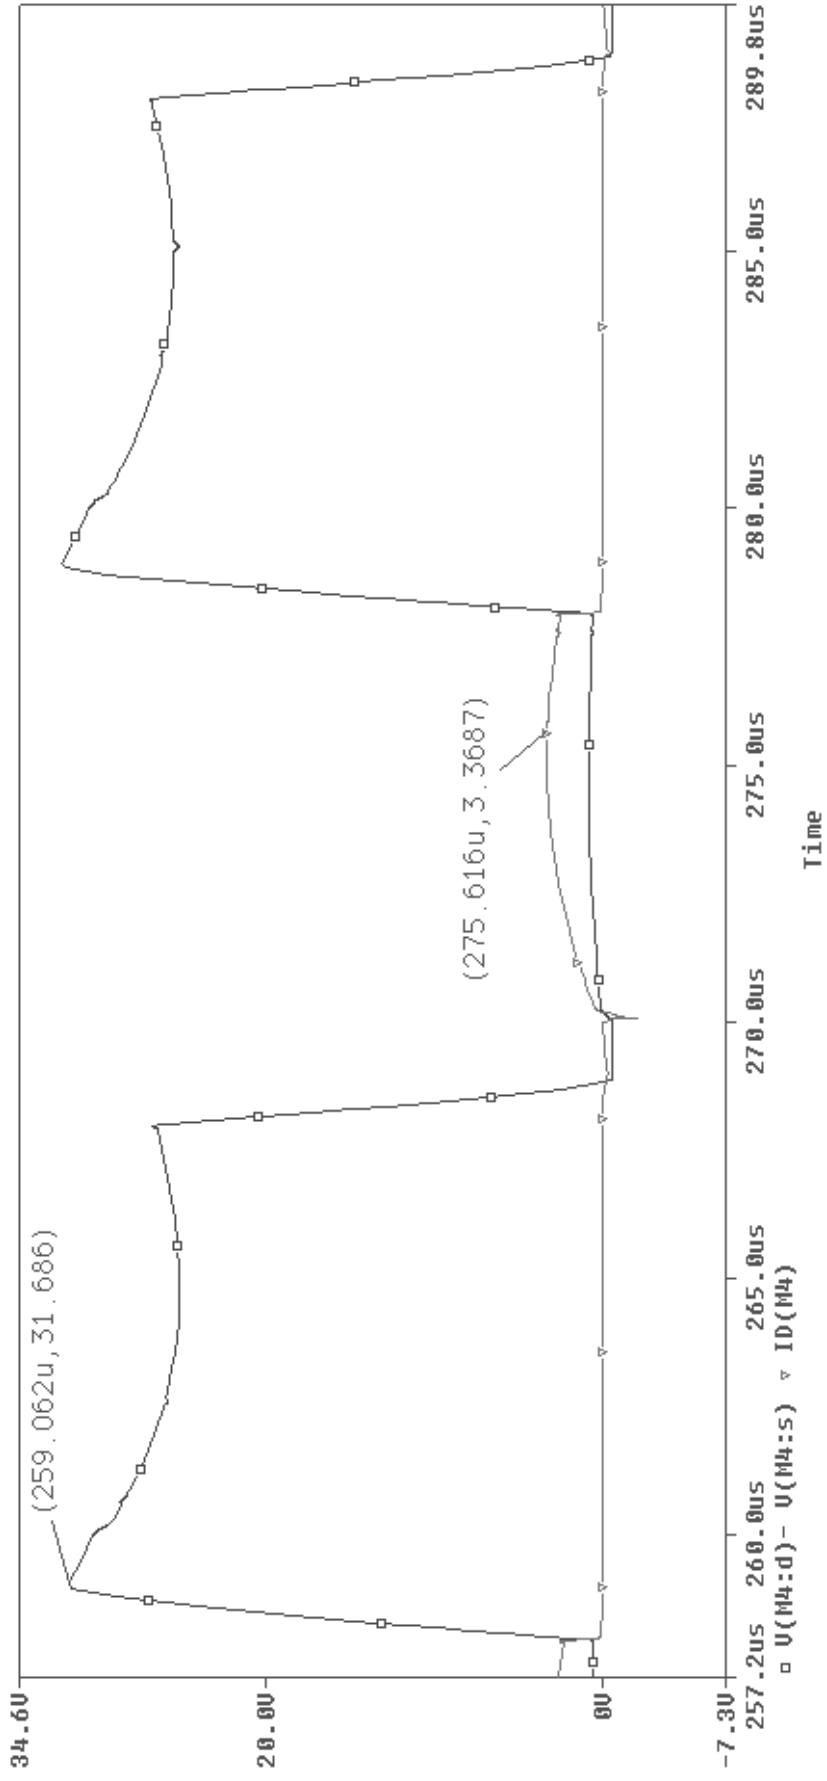 34.6V
20.0V
0V
-7.3V
(259.062u,31.686)
(275.616u,3.3687)
257.2us
260.0us
265.0us
270.0us
275.0us
280.0us
285.0us
289.8us
V(M4:d)- V(M4:s)
ID(M4)
Time